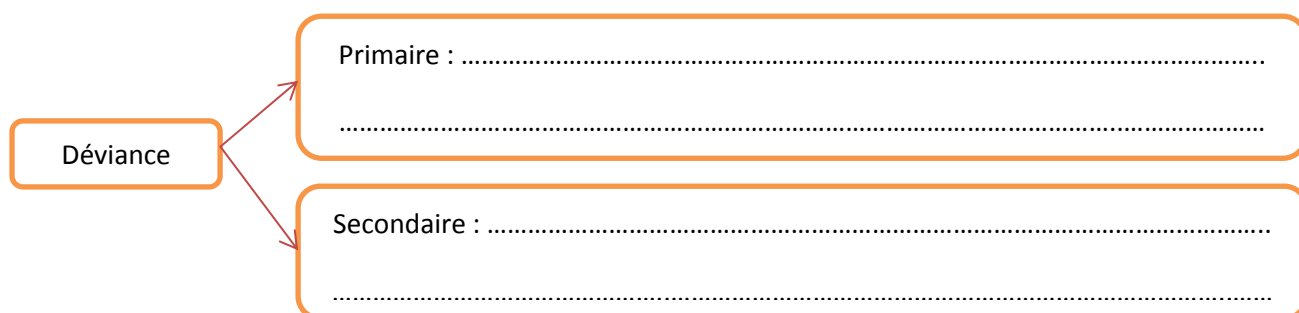 Primaire : ……………………………………………………………………………………………………..
……………………………………………………………………………………………………………………
Déviance
Secondaire : …………………………………………………………………………………………………..
……………………………………………………………………………………………………………………